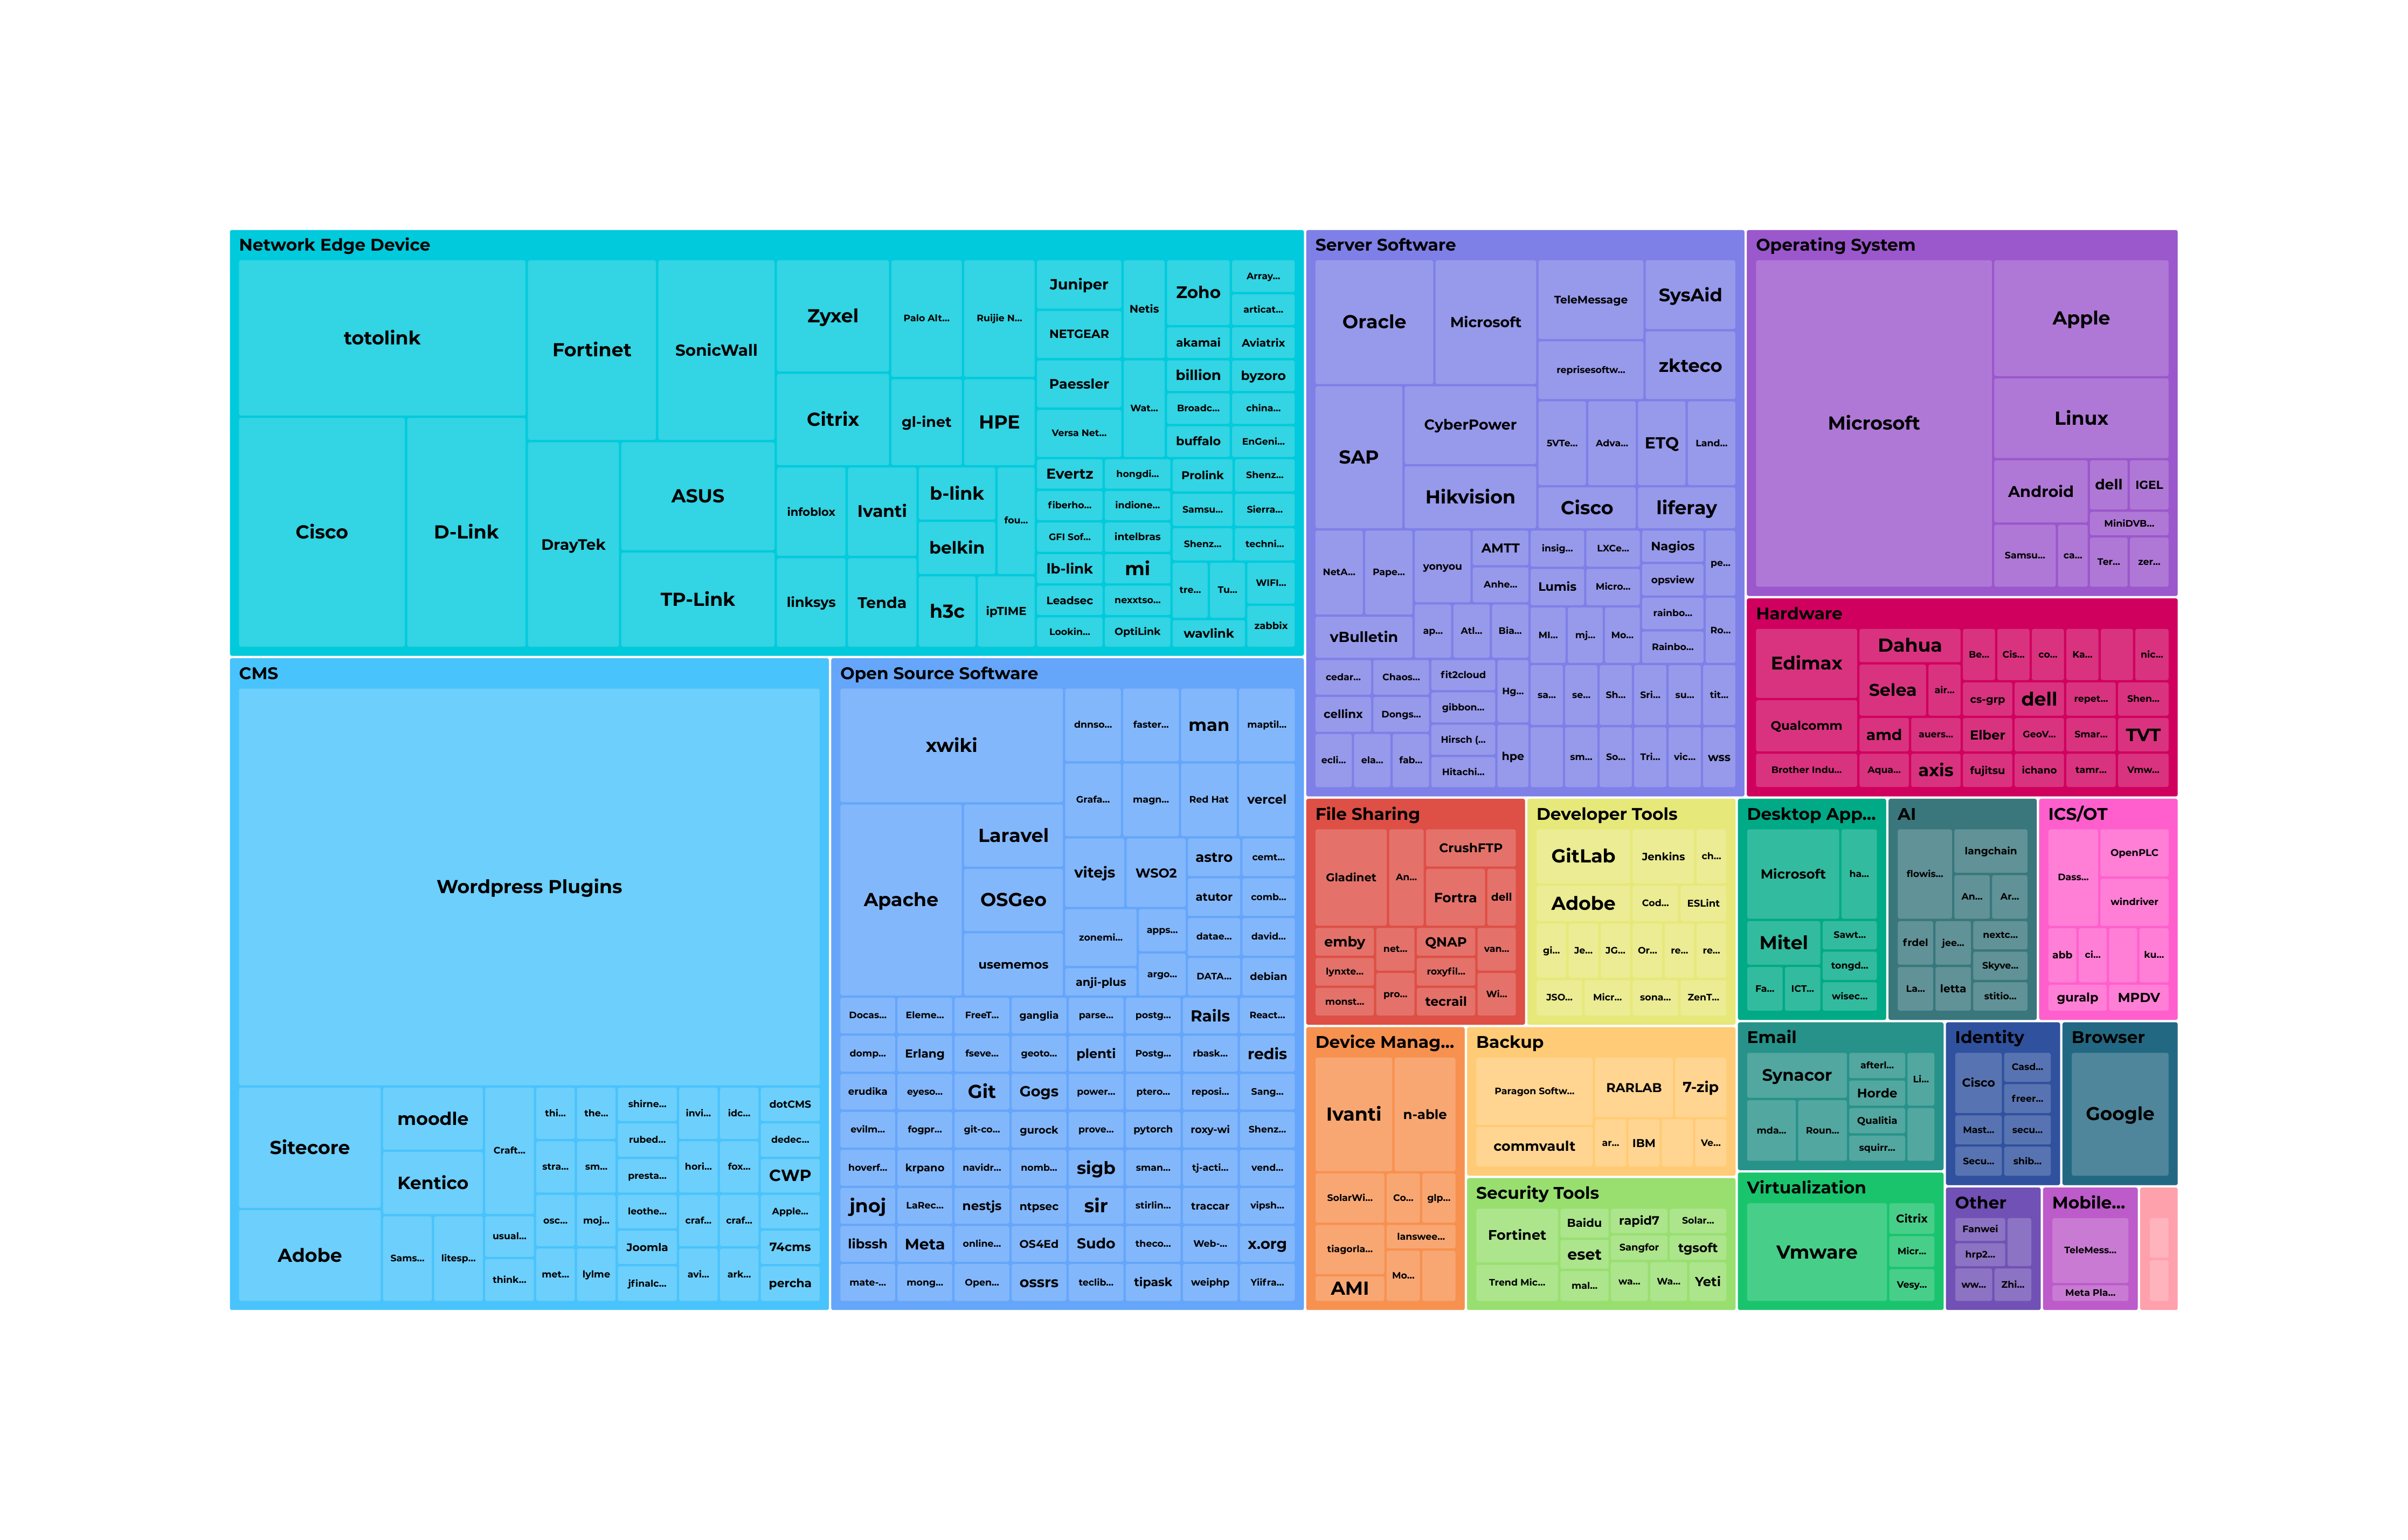 Network Edge Device
totolink
Cisco
D-Link
Fortinet
SonicWall
DrayTek
ASUS
TP-Link
Zyxel
Citrix
Palo Alt...
Ruijie N...
gl-inet
HPE
infoblox
Ivanti
linksys
Tenda
b-link
belkin
fou...
h3c
ipTIME
Juniper
NETGEAR
Paessler
Versa Net...
Netis
Wat...
Zoho
akamai
billion
Broadc...
buffalo
Array...
articat...
Aviatrix
byzoro
china...
EnGeni...
Evertz
fiberho...
GFI Sof...
lb-link
Leadsec
Lookin...
hongdi...
indione...
intelbras
mi
nexxtso...
OptiLink
Prolink
Samsu...
Shenz...
Shenz...
Sierra...
techni...
tre...
Tu...
WIFI...
wavlink
zabbix
CMS
Wordpress Plugins
Sitecore
Adobe
moodle
Kentico
Sams...
litesp...
Craft...
usual...
think...
thi...
the...
stra...
sm...
osc...
moj...
met...
lylme
shirne...
rubed...
presta...
leothe...
Joomla
jfinalc...
invi...
idc...
hori...
fox...
craf...
craf...
avi...
ark...
dotCMS
dedec...
CWP
Apple...
74cms
percha
Open Source Software
xwiki
Apache
Laravel
OSGeo
usememos
dnnso...
faster...
man
maptil...
Grafa...
magn...
Red Hat
vercel
vitejs
WSO2
astro
cemt...
atutor
comb...
zonemi...
apps...
datae...
david...
anji-plus
argo...
DATA...
debian
Docas...
Eleme...
FreeT...
ganglia
parse...
postg...
Rails
React...
domp...
Erlang
fseve...
geoto...
plenti
Postg...
rbask...
redis
erudika
eyeso...
Git
Gogs
power...
ptero...
reposi...
Sang...
evilm...
fogpr...
git-co...
gurock
prove...
pytorch
roxy-wi
Shenz...
hoverf...
krpano
navidr...
nomb...
sigb
sman...
tj-acti...
vend...
jnoj
LaRec...
nestjs
ntpsec
sir
stirlin...
traccar
vipsh...
libssh
Meta
online...
OS4Ed
Sudo
theco...
Web-...
x.org
mate-...
mong...
Open...
ossrs
teclib...
tipask
weiphp
Yiifra...
Server Software
Oracle
Microsoft
SAP
CyberPower
Hikvision
TeleMessage
reprisesoftw...
SysAid
zkteco
5VTe...
Adva...
ETQ
Land...
Cisco
liferay
NetA...
Pape...
yonyou
AMTT
Anhe...
vBulletin
ap...
Atl...
Bia...
cedar...
Chaos...
cellinx
Dongs...
ecli...
ela...
fab...
fit2cloud
gibbon...
Hirsch (...
Hitachi...
Hg...
hpe
insig...
LXCe...
Lumis
Micro...
MI...
mj...
Mo...
Nagios
opsview
rainbo...
Rainbo...
pe...
Ro...
sa...
se...
Sh...
Sri...
su...
tit...
sm...
So...
Tri...
vic...
wss
Operating System
Microsoft
Apple
Linux
Android
dell
IGEL
MiniDVB...
Samsu...
ca...
Ter...
zer...
Hardware
Edimax
Qualcomm
Brother Indu...
Dahua
Selea
air...
amd
auers...
Aqua...
axis
Be...
Cis...
co...
Ka...
nic...
cs-grp
dell
repet...
Shen...
Elber
GeoV...
Smar...
TVT
fujitsu
ichano
tamr...
Vmw...
File Sharing
Gladinet
An...
CrushFTP
Fortra
dell
emby
lynxte...
monst...
net...
pro...
QNAP
roxyfil...
tecrail
van...
Wi...
Developer Tools
GitLab
Jenkins
ch...
Adobe
Cod...
ESLint
gi...
Je...
JG...
Or...
re...
re...
JSO...
Micr...
sona...
ZenT...
Desktop App...
Microsoft
ha...
Mitel
Sawt...
tongd...
Fa...
ICT...
wisec...
AI
flowis...
langchain
An...
Ar...
frdel
jee...
nextc...
Skyve...
La...
letta
stitio...
ICS/OT
Dass...
OpenPLC
windriver
abb
ci...
ku...
guralp
MPDV
Device Manag...
Ivanti
n-able
SolarWi...
Co...
glp...
tiagorla...
lanswee...
AMI
Mo...
Backup
Paragon Softw...
RARLAB
7-zip
commvault
ar...
IBM
Ve...
Security Tools
Fortinet
Baidu
rapid7
Solar...
eset
Sangfor
tgsoft
Trend Mic...
mal...
wa...
Wa...
Yeti
Email
Synacor
afterl...
Li...
Horde
mda...
Roun...
Qualitia
squirr...
Identity
Cisco
Casd...
freer...
Mast...
secu...
Secu...
shib...
Browser
Google
Virtualization
Vmware
Citrix
Micr...
Vesy...
Other
Fanwei
hrp2...
ww...
Zhi...
Mobile...
TeleMess...
Meta Pla...